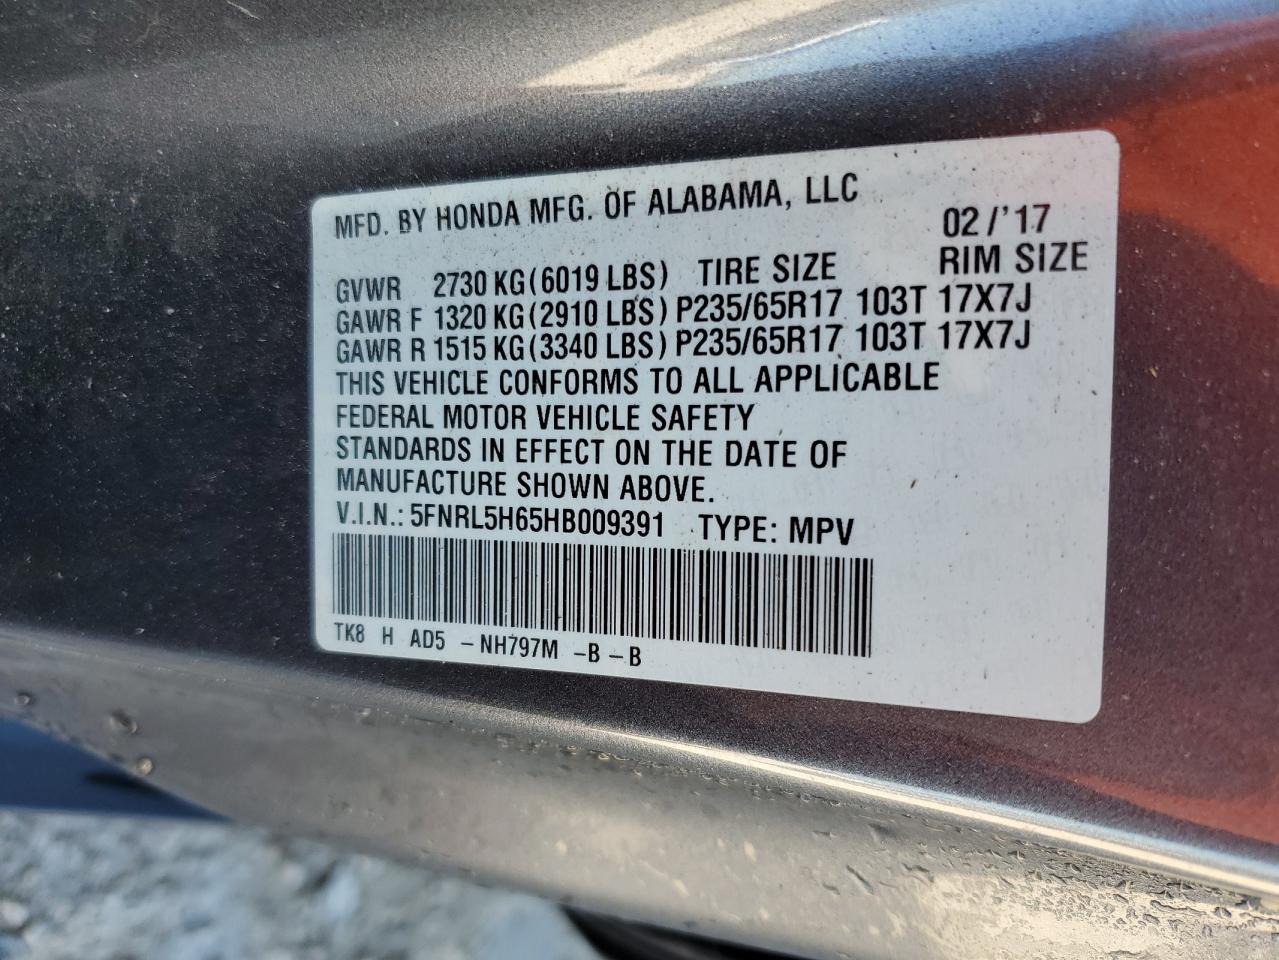 MFD. BY HONDA MFG. OF ALABAMA, LLC
02/'17
GVWR 2730 KG(6019 LBS) TIRE SIZE RIM SIZE
GAWR F 1320 KG(2910 LBS) P235/65R17 103T 17X7J
GAWR R 1515 KG(3340 LBS) P235/65R17 103T 17X7J
THIS VEHICLE CONFORMS TO ALL APPLICABLE
FEDERAL MOTOR VEHICLE SAFETY
STANDARDS IN EFFECT ON THE DATE OF
MANUFACTURE SHOWN ABOVE.
V.I.N.: 5FNRL5H65HB009391 TYPE: MPV
TK8 H AD5 -NH797M -B-B